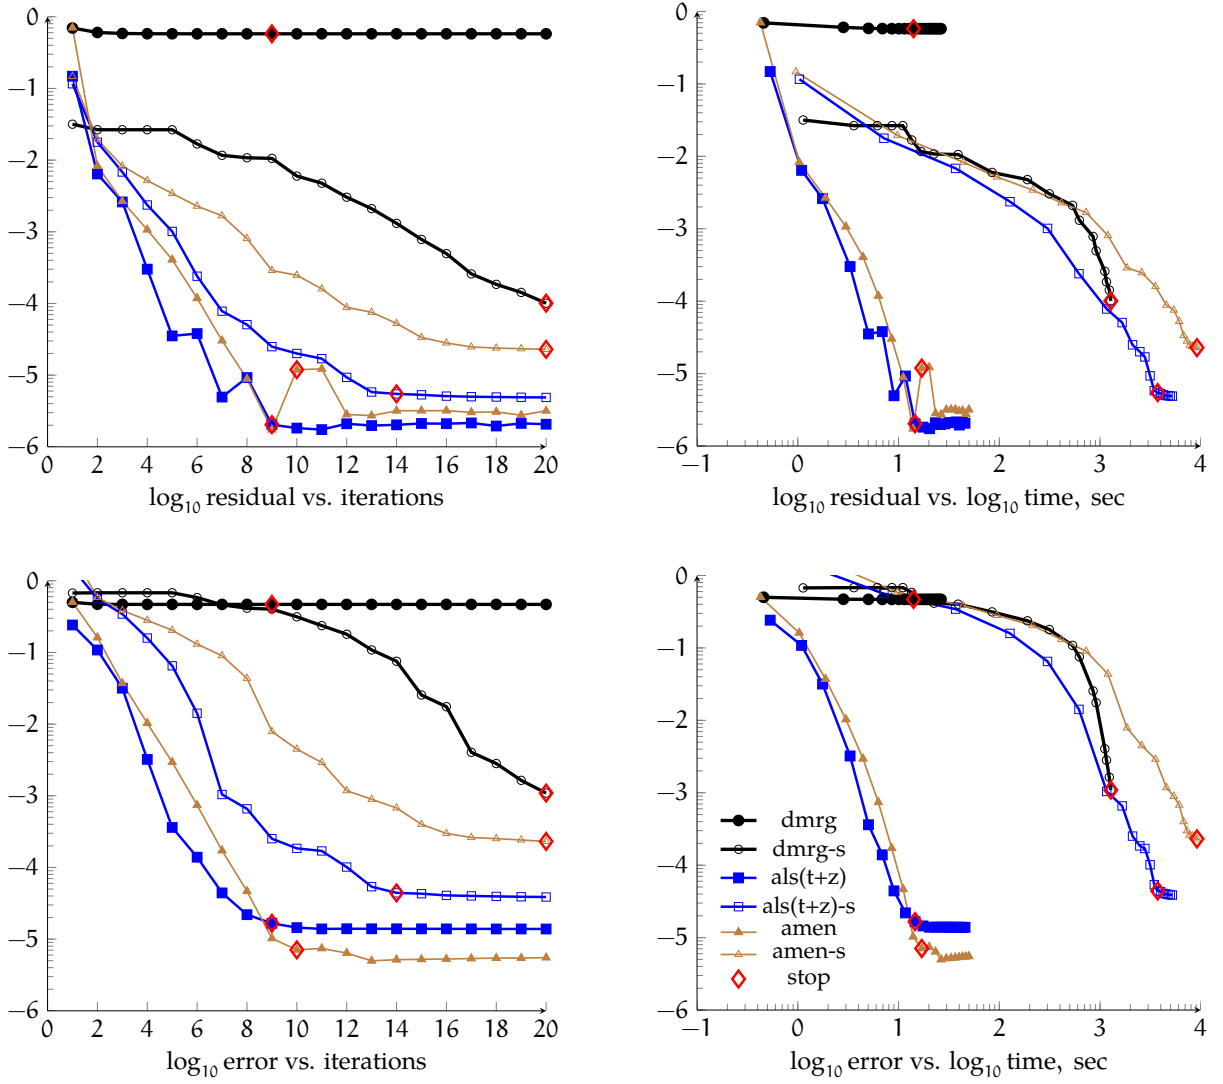 0
−1
−2
−3
−4
−5
−6
0 2 4 6 8 10 12 14 16 18 20
log₁₀ residual vs. iterations
0
−1
−2
−3
−4
−5
−6
−1 0 1 2 3 4
log₁₀ residual vs. log₁₀ time, sec
0
−1
−2
−3
−4
−5
−6
0 2 4 6 8 10 12 14 16 18 20
log₁₀ error vs. iterations
0
−1
−2
−3
−4
−5
−6
−1 0 1 2 3 4
log₁₀ error vs. log₁₀ time, sec
dmrg
dmrg-s
als(t+z)
als(t+z)-s
amen
amen-s
stop